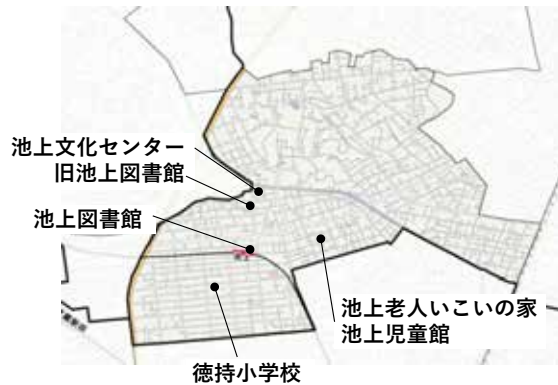 池上文化センター
旧池上図書館
池上図書館
池上老人いこいの家
池上児童館
徳持小学校